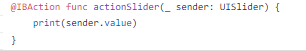 @IBAction func actionSlider(_ sender: UISlider) {
    print(sender.value)
}